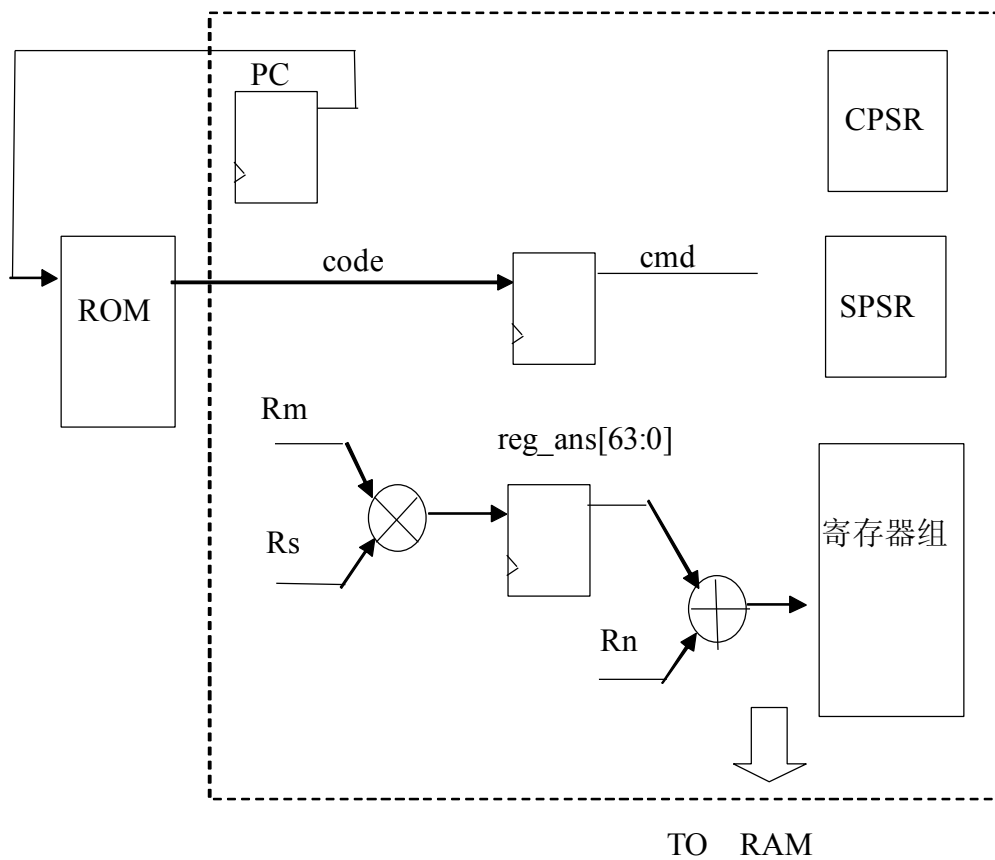 PC
CPSR
code
cmd
ROM
SPSR
Rm
reg_ans[63:0]
Rs
寄存器组
Rn
TO RAM